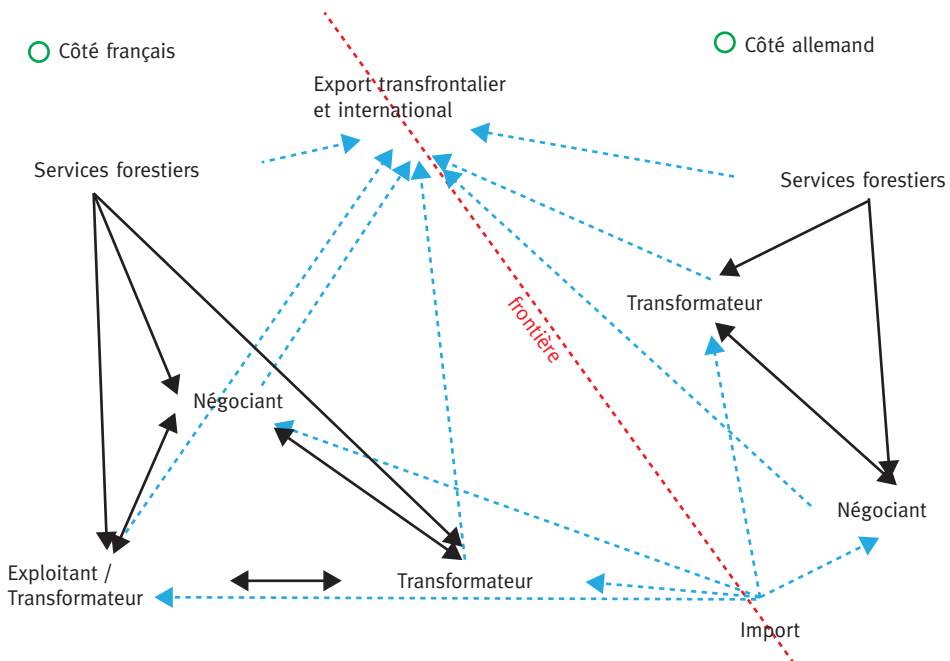 Côté français
Côté allemand
Export transfrontalier
et international
Services forestiers
Services forestiers
Transformateur
frontière
Négociant
Négociant
Exploitant /
Transformateur
Transformateur
Import